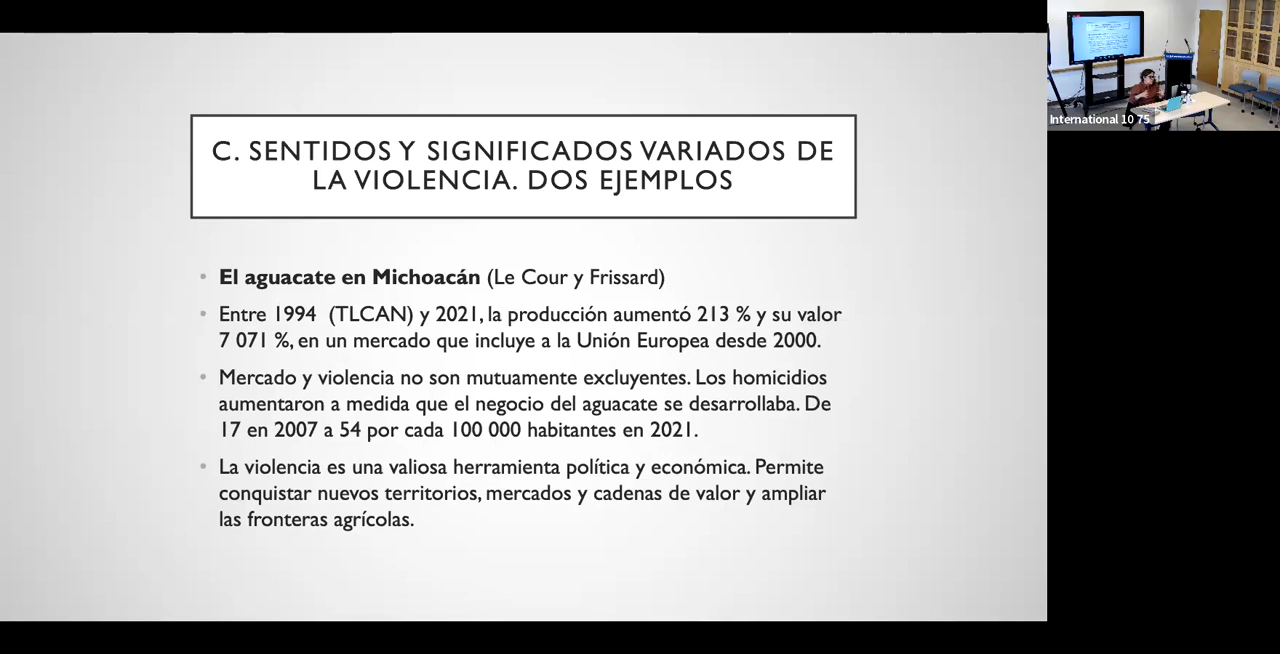 C. SENTIDOS Y SIGNIFICADOS VARIADOS DE
LA VIOLENCIA. DOS EJEMPLOS
• El aguacate en Michoacán (Le Cour y Frissard)
• Entre 1994 (TLCAN) y 2021, la producción aumentó 213 % y su valor
7 071 %, en un mercado que incluye a la Unión Europea desde 2000.
• Mercado y violencia no son mutuamente excluyentes. Los homicidios
aumentaron a medida que el negocio del aguacate se desarrollaba. De
17 en 2007 a 54 por cada 100 000 habitantes en 2021.
• La violencia es una valiosa herramienta política y económica. Permite
conquistar nuevos territorios, mercados y cadenas de valor y ampliar
las fronteras agrícolas.
International 10 75